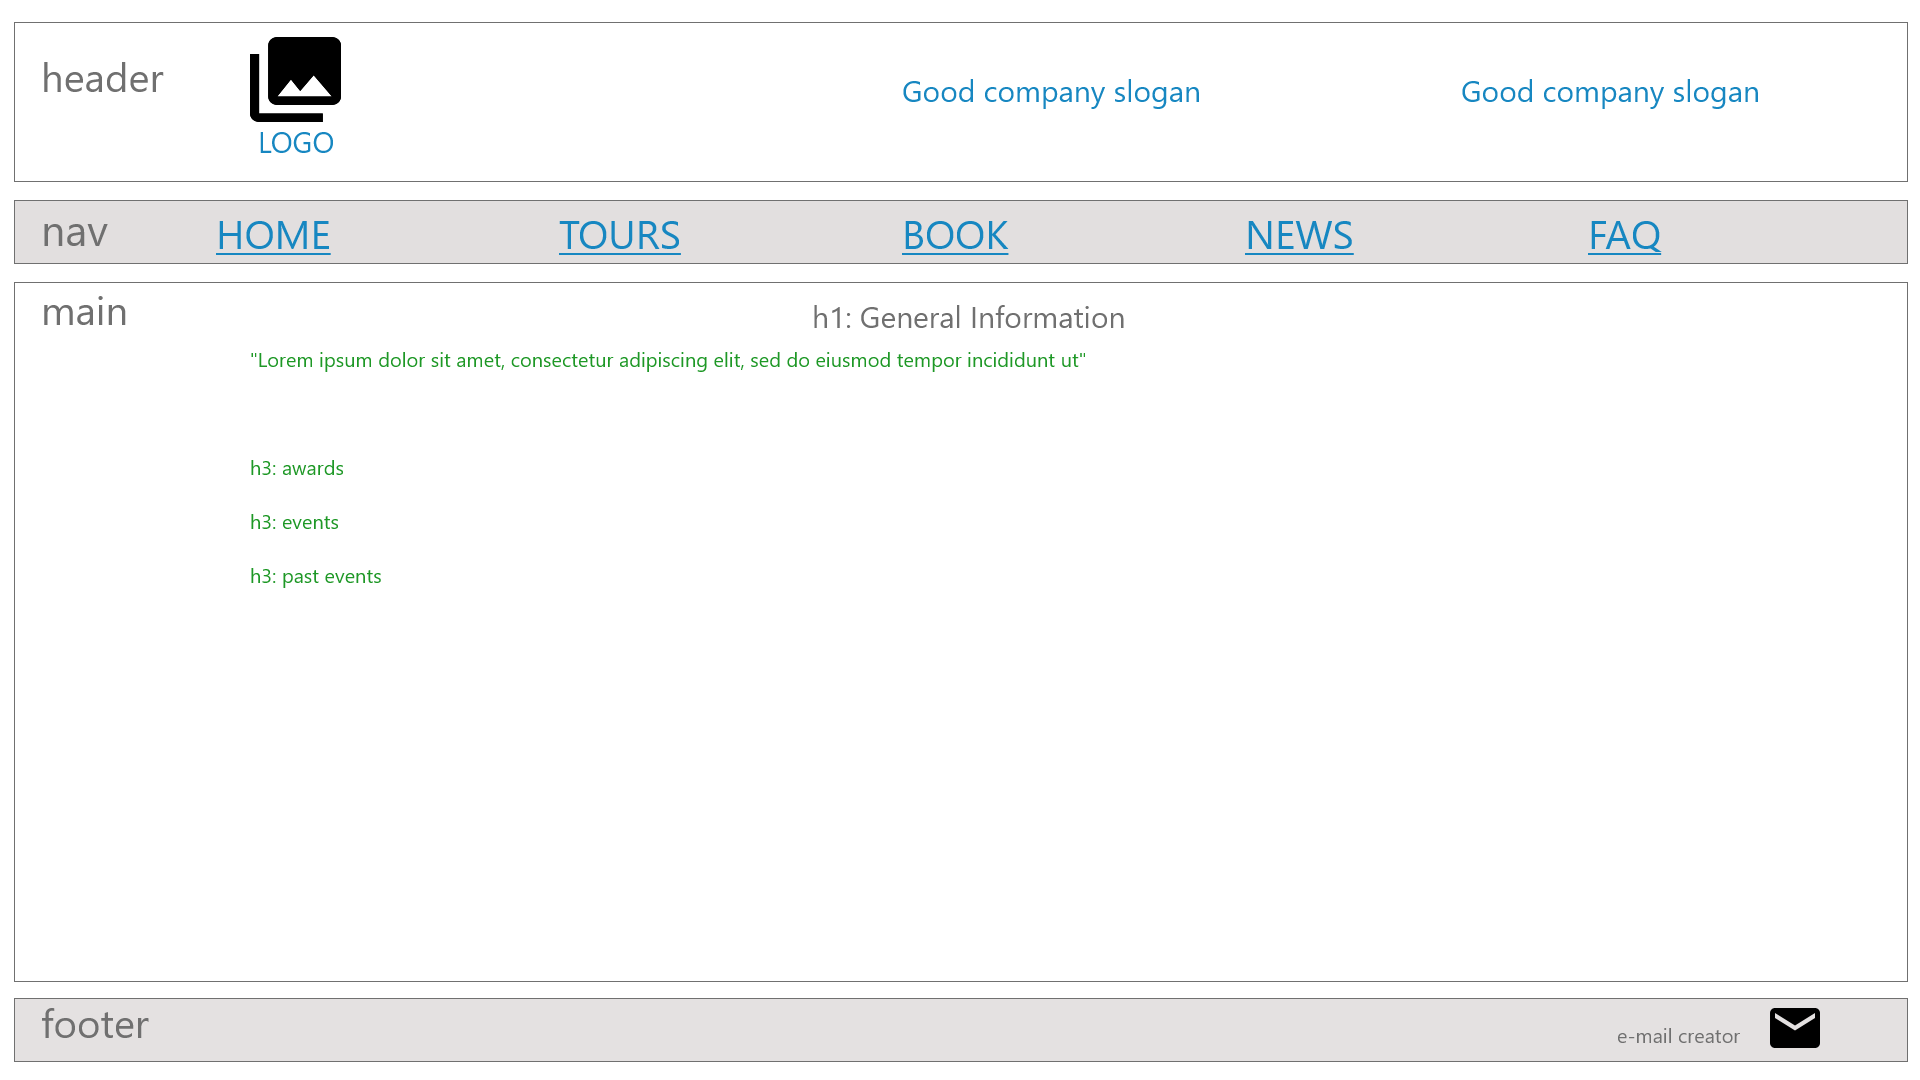 header
LOGO
Good company slogan
Good company slogan
nav
HOME
TOURS
BOOK
NEWS
FAQ
main
h1: General Information
"Lorem ipsum dolor sit amet, consectetur adipiscing elit, sed do eiusmod tempor incididunt ut"
h3: awards
h3: events
h3: past events
footer
e-mail creator